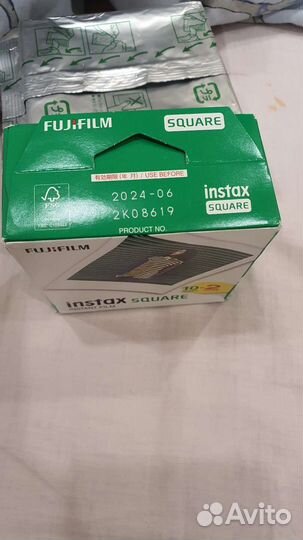 FUJIFILM
SQUARE
有効期限(年 月) / USE BEFORE
2024-06
2K08619
PRODUCT NO.
FSC
instax
SQUARE
FUJIFILM
instax SQUARE
INSTANT FILM
10×2
Avito